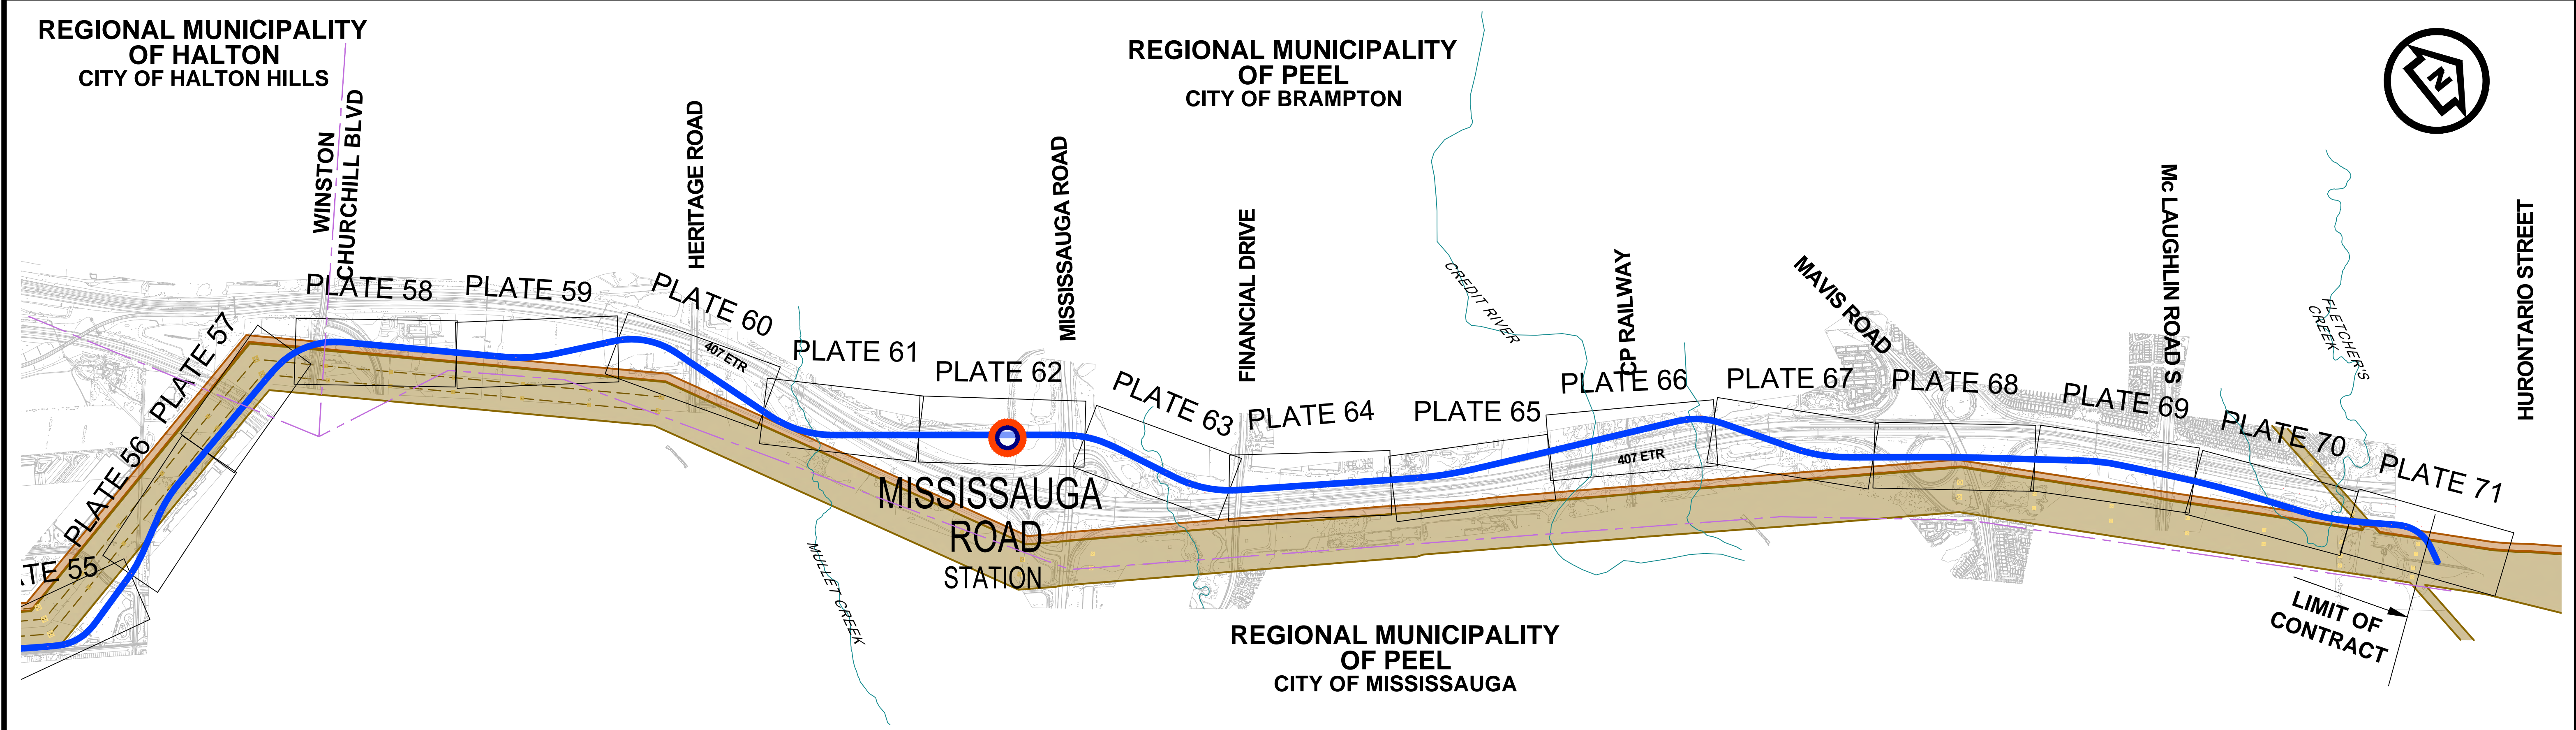 REGIONAL MUNICIPALITY
OF HALTON
CITY OF HALTON HILLS
REGIONAL MUNICIPALITY
OF PEEL
CITY OF BRAMPTON
N
WINSTON
CHURCHILL BLVD
HERITAGE ROAD
MISSISSAUGA ROAD
FINANCIAL DRIVE
CREDIT RIVER
CP RAILWAY
MAVIS ROAD
Mc LAUGHLIN ROAD S
FLETCHER'S
CREEK
HURONTARIO STREET
TE 55
PLATE 56
PLATE 57
PLATE 58
PLATE 59
PLATE 60
407 ETR
PLATE 61
PLATE 62
PLATE 63
PLATE 64
PLATE 65
PLATE 66
407 ETR
PLATE 67
PLATE 68
PLATE 69
PLATE 70
PLATE 71
MISSISSAUGA
ROAD
STATION
MULLET CREEK
LIMIT OF
CONTRACT
REGIONAL MUNICIPALITY
OF PEEL
CITY OF MISSISSAUGA